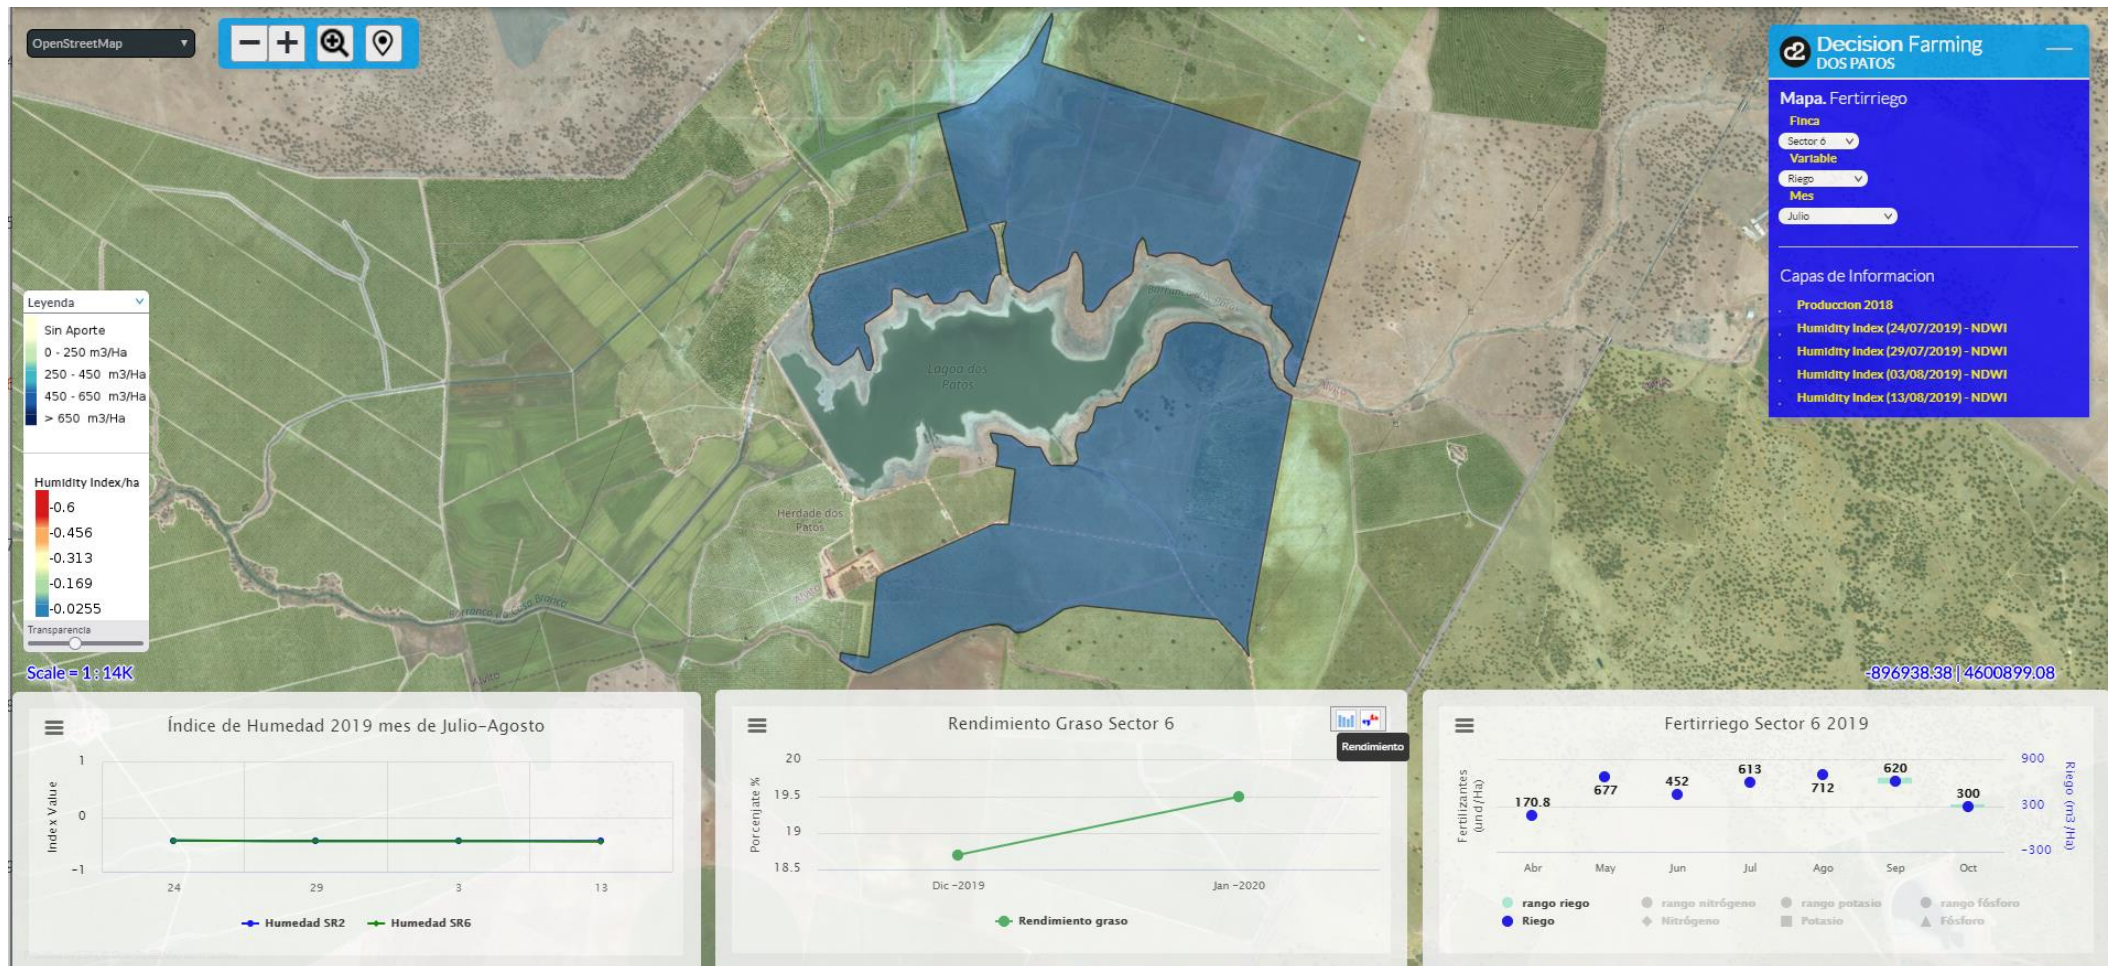 OpenStreetMap
Decision Farming
DOS PATOS
Mapa. Fertirriego
Finca
Sector 6
Variable
Riego
Mes
Julio
Capas de Informacion
Produccion 2018
Humidity Index (24/07/2019) - NDWI
Humidity Index (29/07/2019) - NDWI
Humidity Index (03/08/2019) - NDWI
Humidity Index (13/08/2019) - NDWI
Leyenda
Sin Aporte
0 - 250 m3/Ha
250 - 450 m3/Ha
450 - 650 m3/Ha
> 650 m3/Ha
Humidity Index/ha
-0.6
-0.456
-0.313
-0.169
-0.0255
Transparencia
Scale = 1 : 14K
Lagoa dos
Patos
Herdade dos
Patos
Barranco da Casa Branca
Alvito
Alvito
Alvito
-896938.38 | 4600899.08
Índice de Humedad 2019 mes de Julio-Agosto
Index Value
1
0
-1
24
29
3
13
Humedad SR2
Humedad SR6
Rendimiento Graso Sector 6
Rendimiento
Porcenjate %
20
19.5
19
18.5
Dic -2019
Jan -2020
Rendimiento graso
Fertirriego Sector 6 2019
Fertilizantes
(und/Ha)
170.8
677
452
613
712
620
300
900
300
-300
Riego (m3/Ha)
Abr
May
Jun
Jul
Ago
Sep
Oct
rango riego
rango nitrógeno
rango potasio
rango fósforo
Riego
Nitrógeno
Potasio
Fósforo